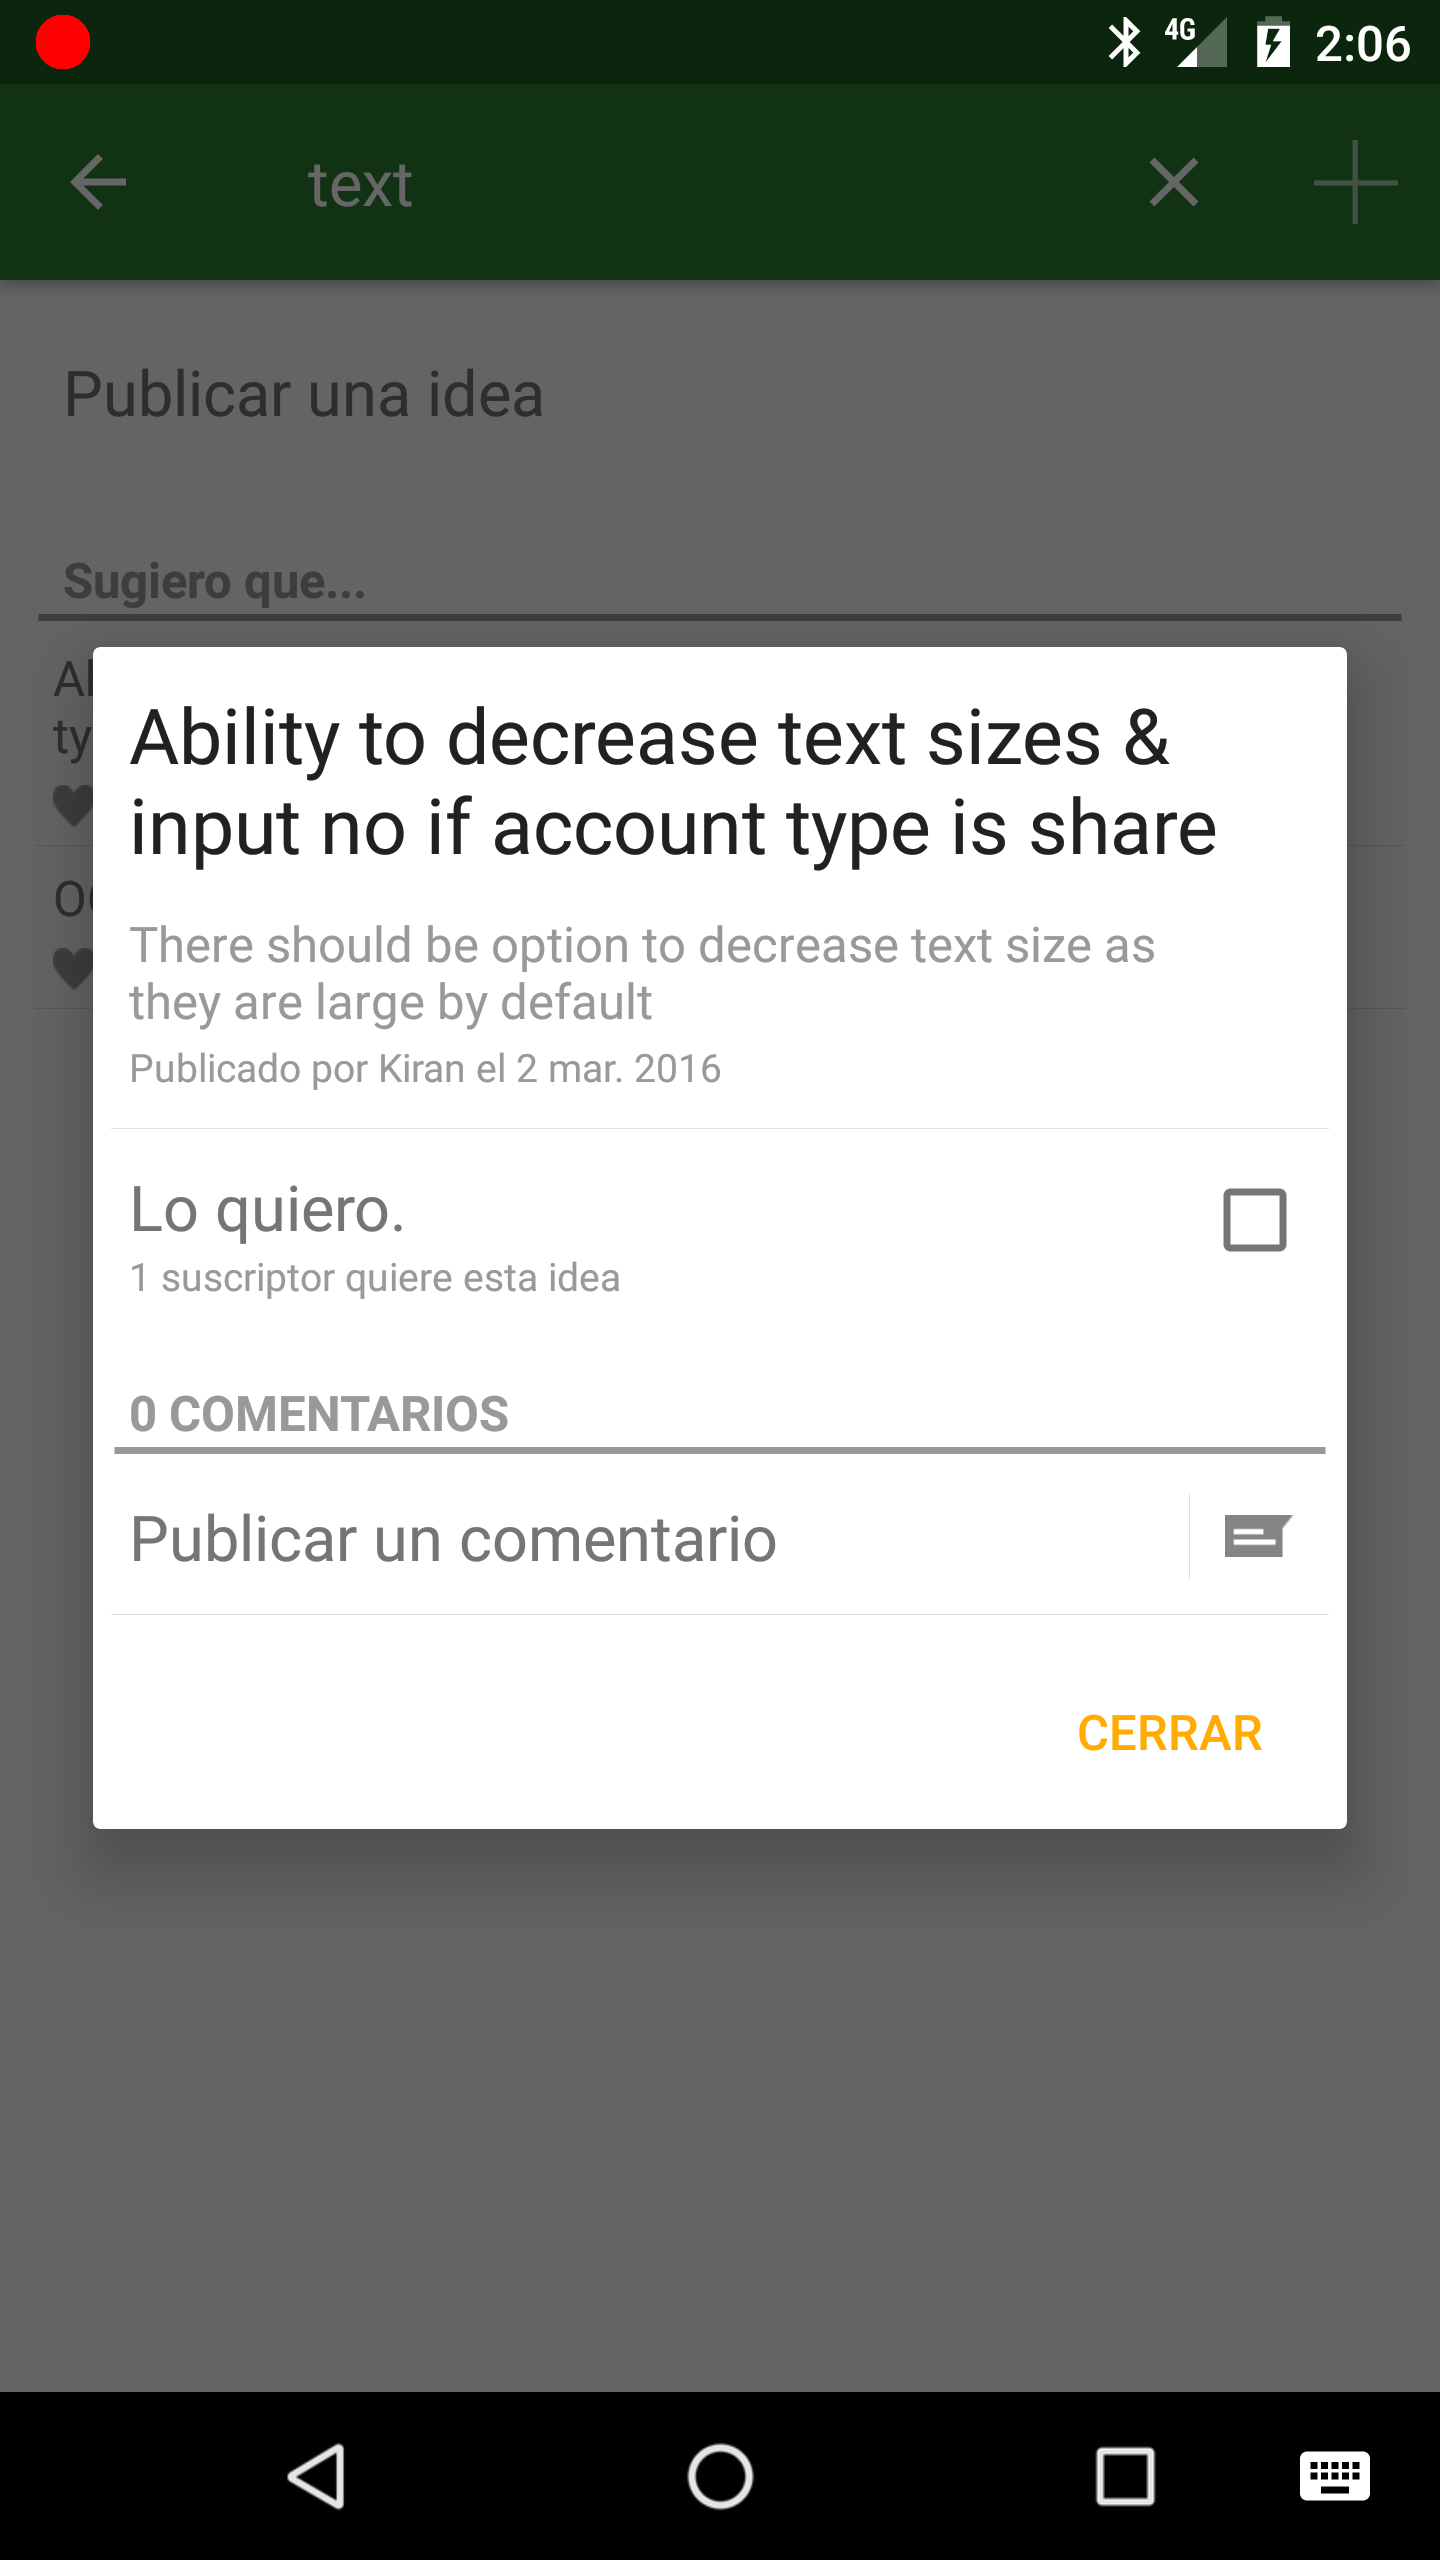 4G 2:06
text
Publicar una idea
Sugiero que...
Ability to decrease text sizes &
input no if account type is share
There should be option to decrease text size as
they are large by default
Publicado por Kiran el 2 mar. 2016
Lo quiero.
1 suscriptor quiere esta idea
0 COMENTARIOS
Publicar un comentario
CERRAR